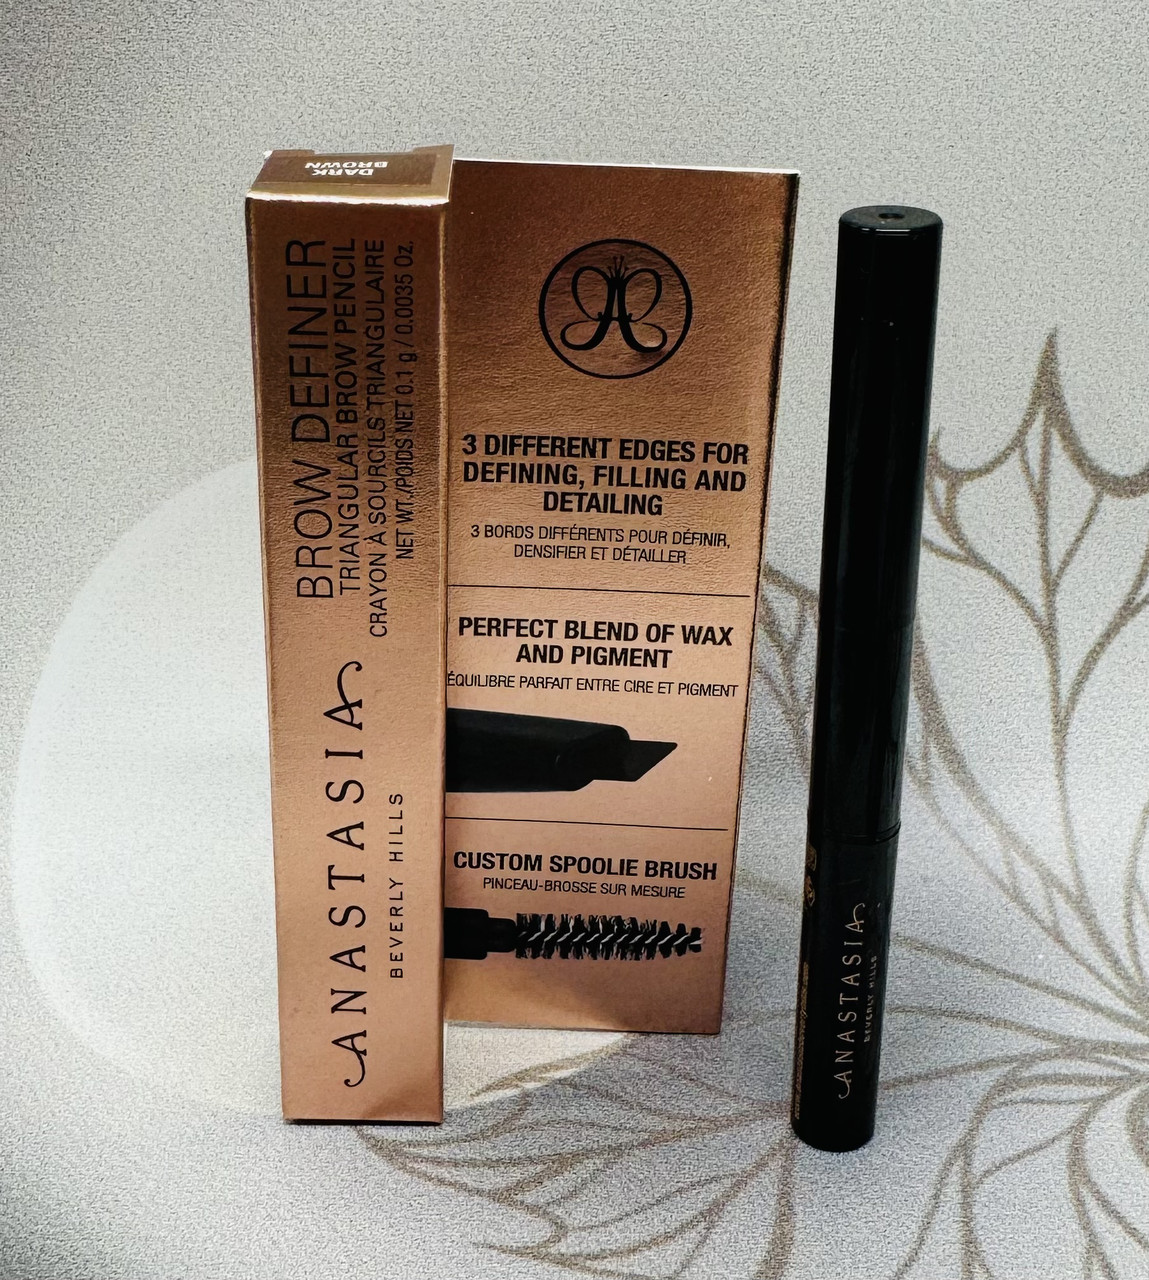 DARK
BROWN
BROW DEFINER
TRIANGULAR BROW PENCIL
CRAYON À SOURCILS TRIANGULAIRE
NET WT./POIDS NET 0.1 g / 0.0035 Oz.
ANASTASIA
BEVERLY HILLS
A
3 DIFFERENT EDGES FOR
DEFINING, FILLING AND
DETAILING
3 BORDS DIFFÉRENTS POUR DÉFINIR,
DENSIFIER ET DÉTAILLER
PERFECT BLEND OF WAX
AND PIGMENT
ÉQUILIBRE PARFAIT ENTRE CIRE ET PIGMENT
CUSTOM SPOOLIE BRUSH
PINCEAU-BROSSE SUR MESURE
ANASTASIA
BEVERLY HILLS